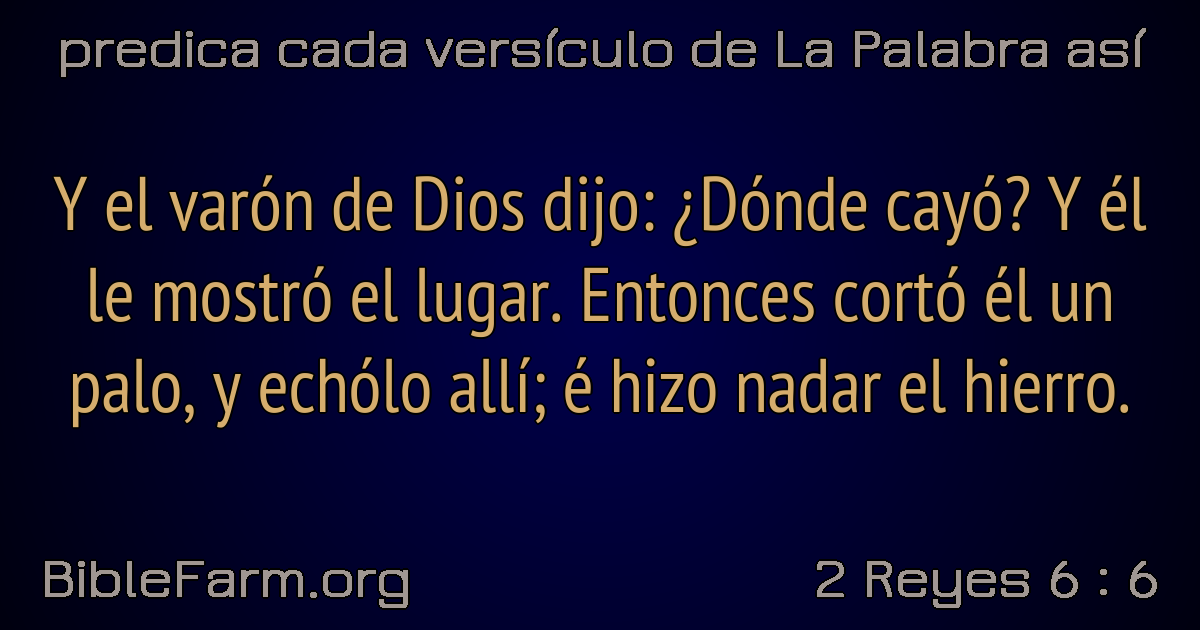 predica cada versículo de La Palabra así
Y el varón de Dios dijo: ¿Dónde cayó? Y él
le mostró el lugar. Entonces cortó él un
palo, y echólo allí; é hizo nadar el hierro.
BibleFarm.org
2 Reyes 6 : 6